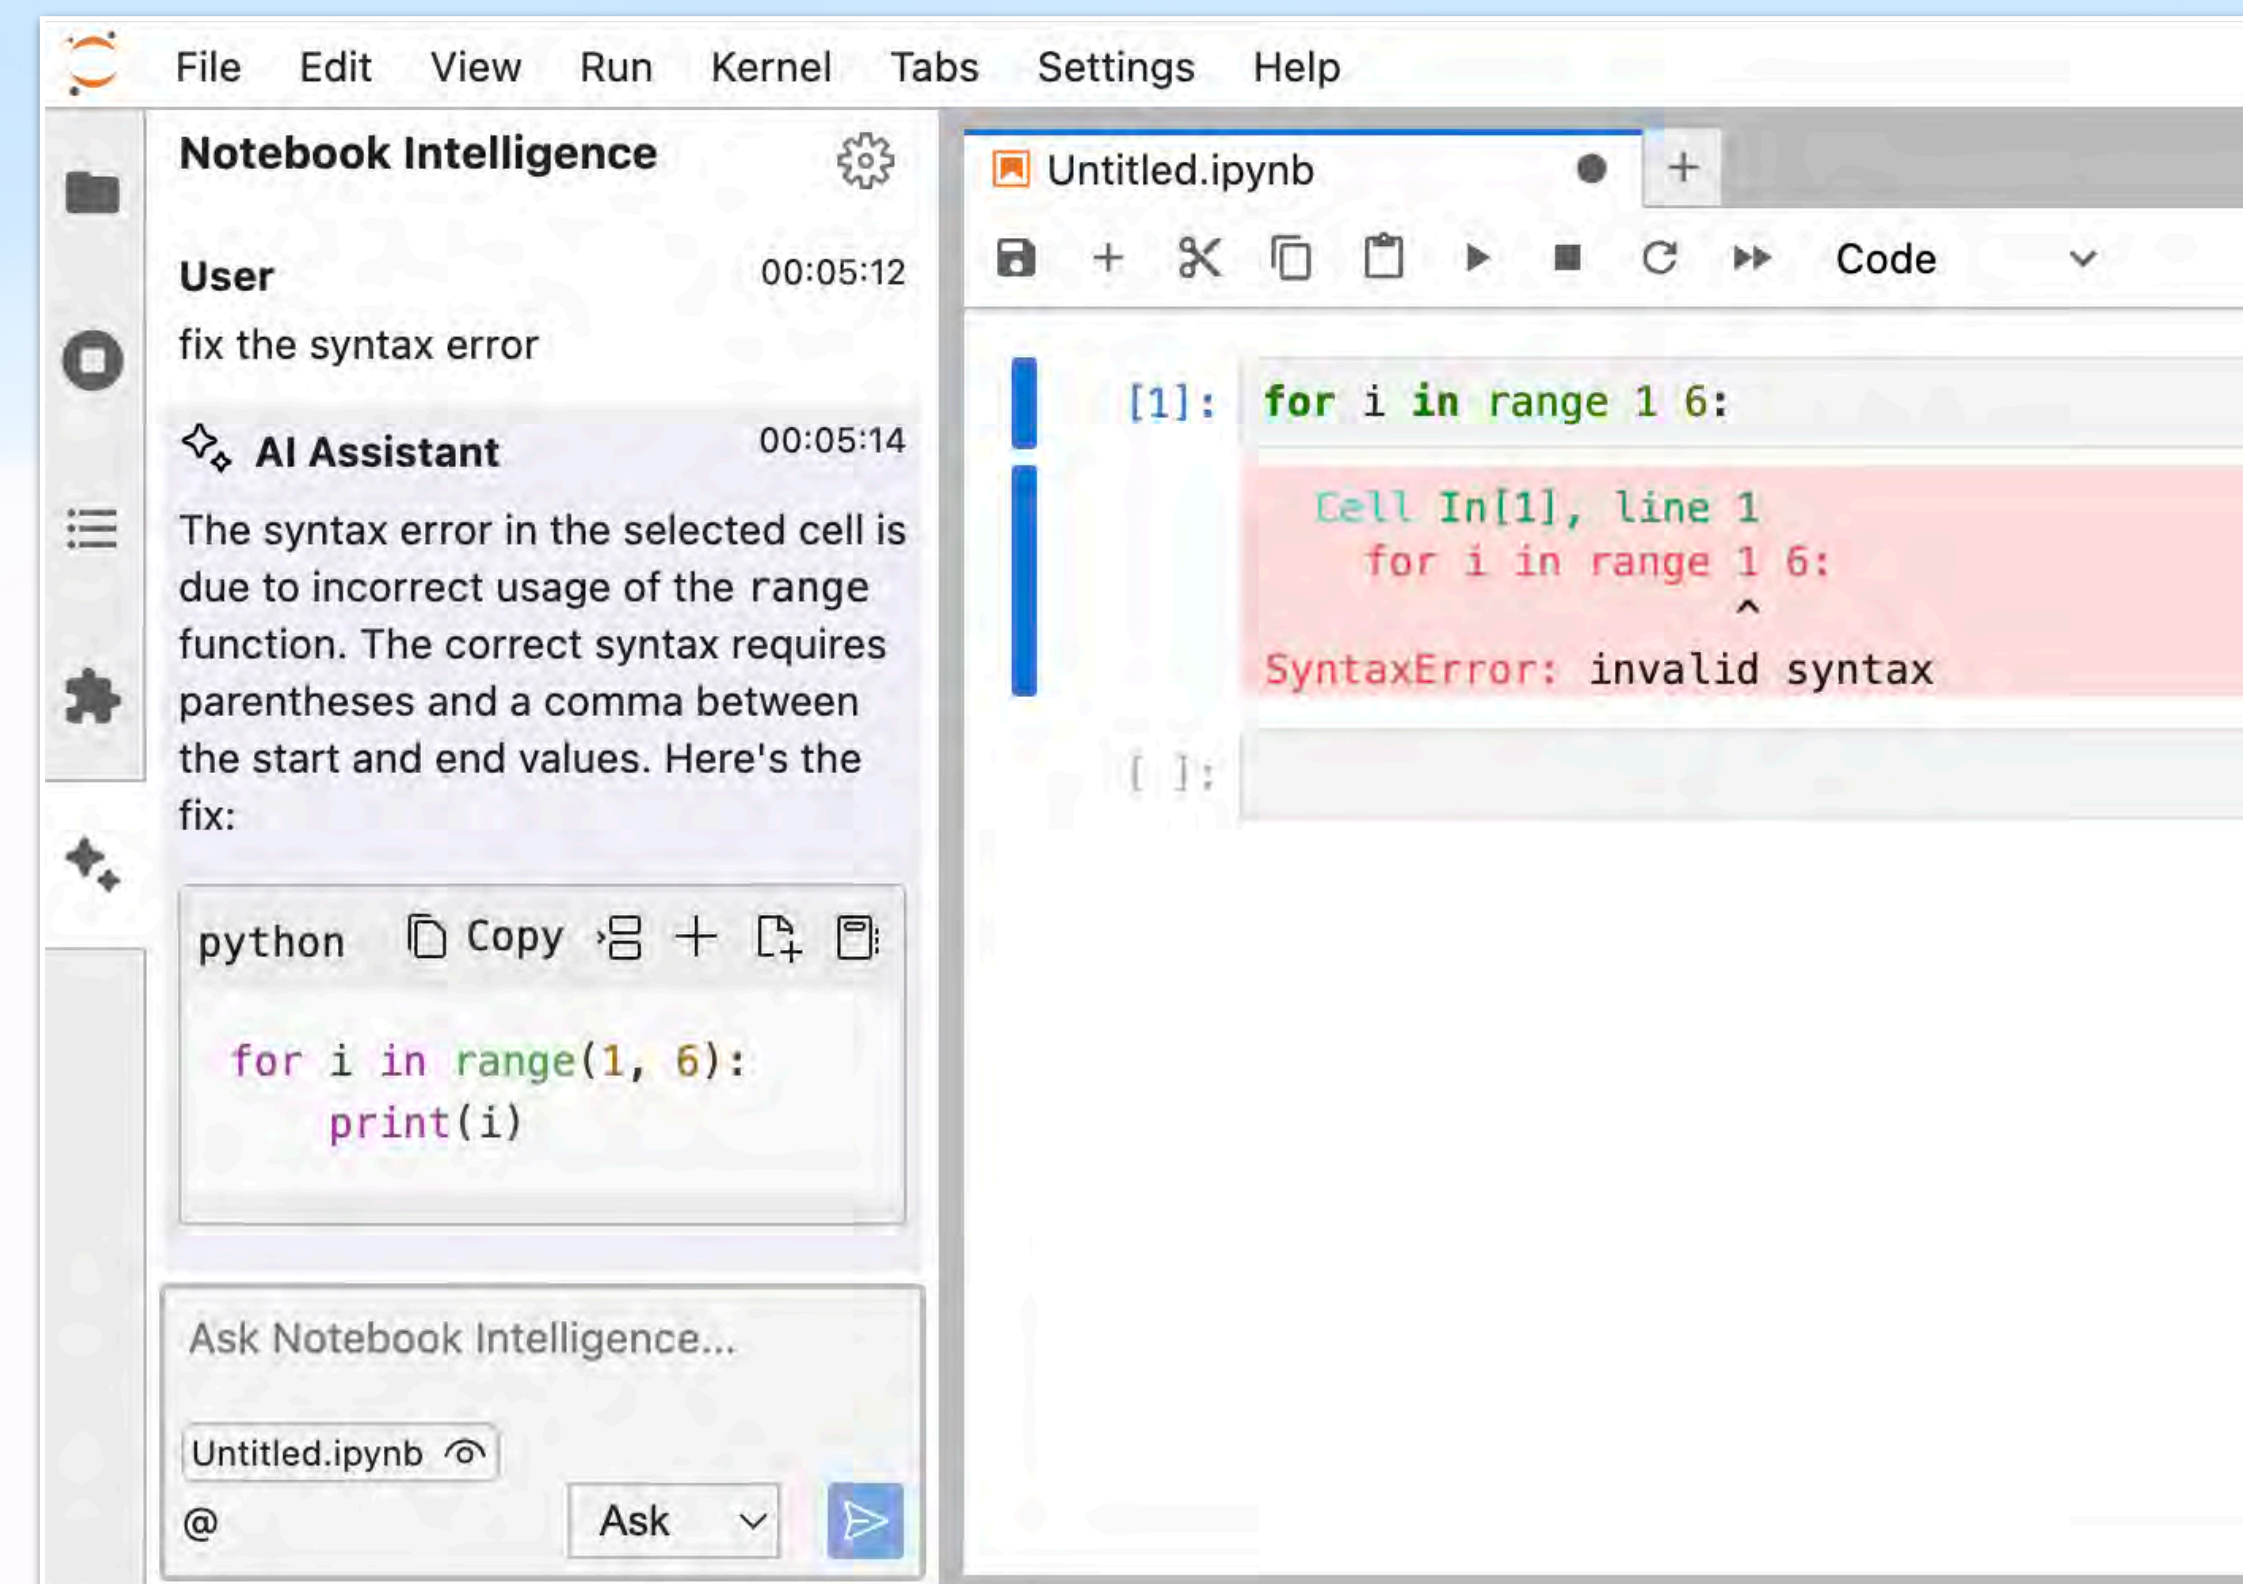 File Edit View Run Kernel Tabs Settings Help
Notebook Intelligence
User 00:05:12
fix the syntax error
AI Assistant 00:05:14
The syntax error in the selected cell is
due to incorrect usage of the range
function. The correct syntax requires
parentheses and a comma between
the start and end values. Here's the
fix:
python Copy
for i in range(1, 6):
    print(i)
Ask Notebook Intelligence...
Untitled.ipynb
@ Ask
Untitled.ipynb
Code
[1]: for i in range 1 6:
Cell In[1], line 1
for i in range 1 6:
^
SyntaxError: invalid syntax
[ ]: